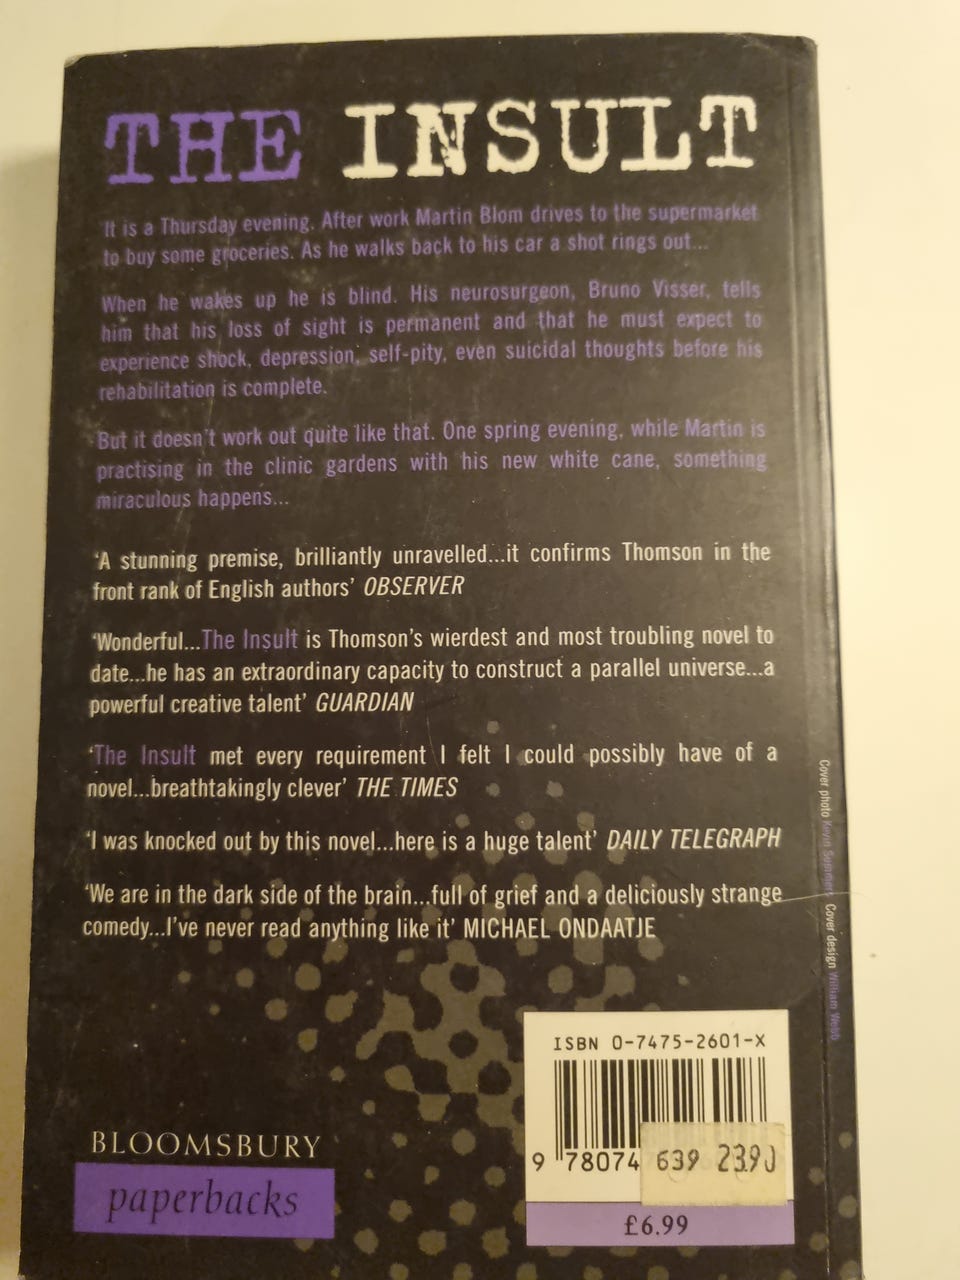 THE INSULT
'It is a Thursday evening. After work Martin Blom drives to the supermarket
to buy some groceries. As he walks back to his car a shot rings out...
When he wakes up he is blind. His neurosurgeon, Bruno Visser, tells
him that his loss of sight is permanent and that he must expect to
experience shock, depression, self-pity, even suicidal thoughts before his
rehabilitation is complete.
But it doesn't work out quite like that. One spring evening, while Martin is
practising in the clinic gardens with his new white cane, something
miraculous happens...
'A stunning premise, brilliantly unravelled...it confirms Thomson in the
front rank of English authors' OBSERVER
'Wonderful...The Insult is Thomson's wierdest and most troubling novel to
date...he has an extraordinary capacity to construct a parallel universe...a
powerful creative talent' GUARDIAN
'The Insult met every requirement I felt I could possibly have of a
novel...breathtakingly clever' THE TIMES
'I was knocked out by this novel...here is a huge talent' DAILY TELEGRAPH
'We are in the dark side of the brain...full of grief and a deliciously strange
comedy...I've never read anything like it' MICHAEL ONDAATJE
Cover photo Kevin Summers Cover design William Webb
ISBN 0-7475-2601-X
9 78074
639 2390
£6.99
BLOOMSBURY
paperbacks